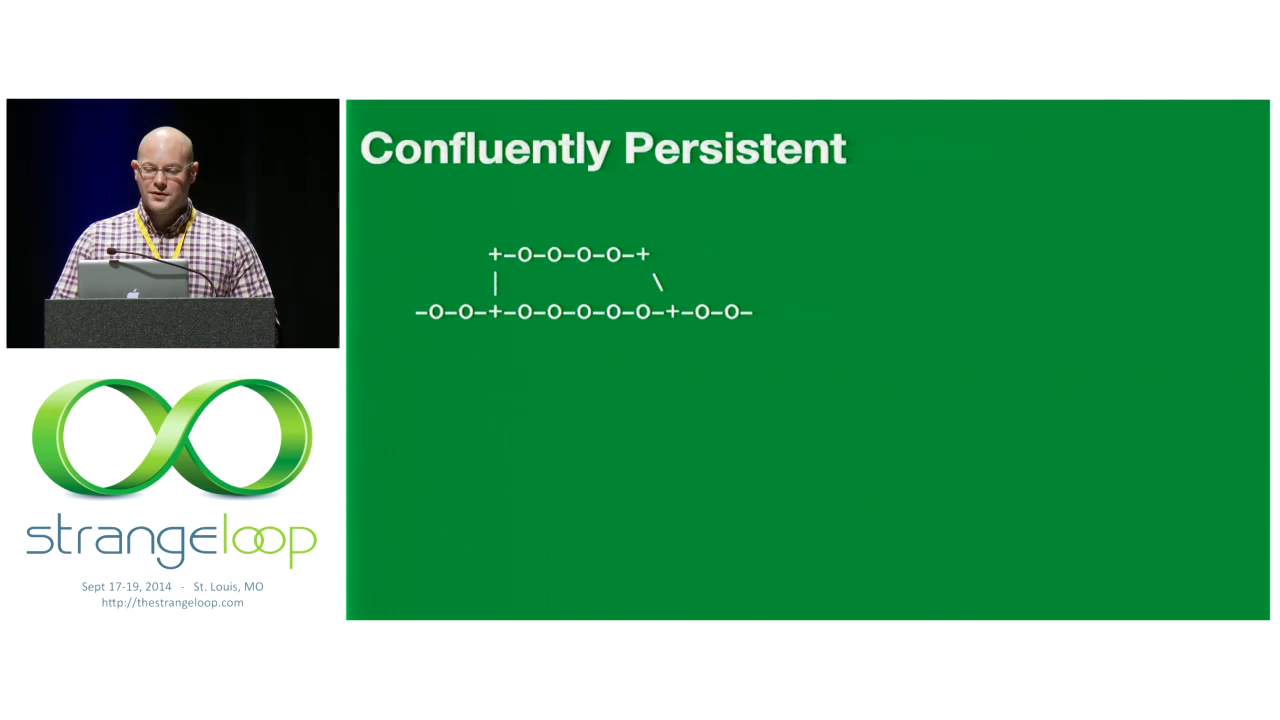 Confluently Persistent
+–O–O–O–O–+
| \
–O–O–+–O–O–O–O–O–+–O–O–
strangeloop
Sept 17-19, 2014 - St. Louis, MO
http://thestrangeloop.com